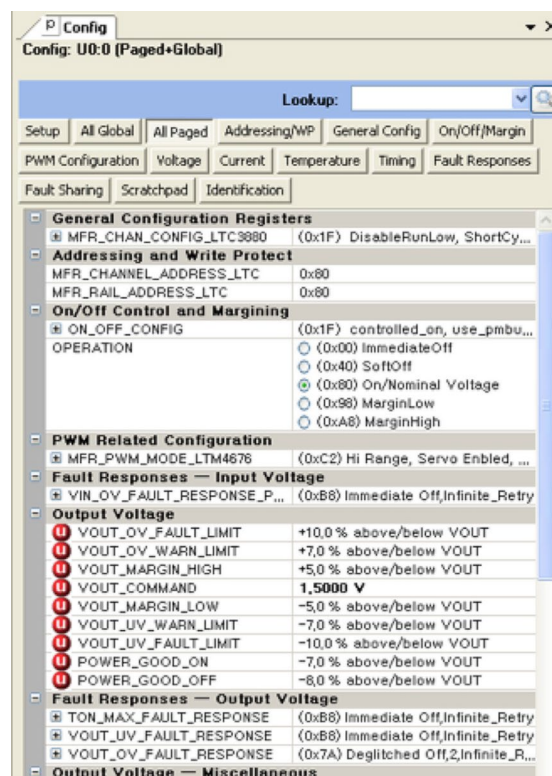 P Config
Config: U0:0 (Paged+Global)
Lookup:
Setup All Global All Paged Addressing/WP General Config On/Off/Margin
PWM Configuration Voltage Current Temperature Timing Fault Responses
Fault Sharing Scratchpad Identification
General Configuration Registers
MFR_CHAN_CONFIG_LTC3880 (0x1F) DisableRunLow, ShortCy...
Addressing and Write Protect
MFR_CHANNEL_ADDRESS_LTC 0x80
MFR_RAIL_ADDRESS_LTC 0x80
On/Off Control and Margining
ON_OFF_CONFIG (0x1F) controlled_on, use_pmbu...
OPERATION (0x00) ImmediateOff
(0x40) SoftOff
(0x80) On/Nominal Voltage
(0x98) MarginLow
(0xA8) MarginHigh
PWM Related Configuration
MFR_PWM_MODE_LTM4676 (0xC2) Hi Range, Servo Enbled, ...
Fault Responses — Input Voltage
VIN_OV_FAULT_RESPONSE_P... (0xB8) Immediate Off,Infinite_Retry
Output Voltage
U VOUT_OV_FAULT_LIMIT +10,0 % above/below VOUT
U VOUT_OV_WARN_LIMIT +7,0 % above/below VOUT
U VOUT_MARGIN_HIGH +5,0 % above/below VOUT
U VOUT_COMMAND 1,5000 V
U VOUT_MARGIN_LOW -5,0 % above/below VOUT
U VOUT_UV_WARN_LIMIT -7,0 % above/below VOUT
U VOUT_UV_FAULT_LIMIT -10,0 % above/below VOUT
U POWER_GOOD_ON -7,0 % above/below VOUT
U POWER_GOOD_OFF -8,0 % above/below VOUT
Fault Responses — Output Voltage
TON_MAX_FAULT_RESPONSE (0xB8) Immediate Off,Infinite_Retry
VOUT_UV_FAULT_RESPONSE (0xB8) Immediate Off,Infinite_Retry
VOUT_OV_FAULT_RESPONSE (0x7A) Deglitched Off,2,Infinite_R...
Output Voltage — Miscellaneous